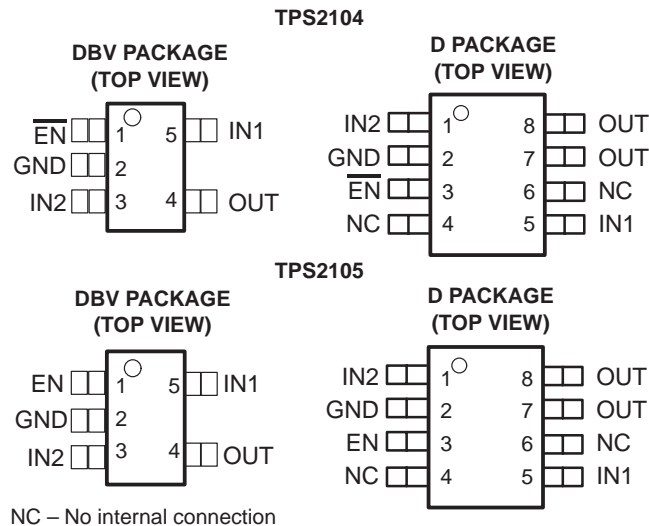 TPS2104
DBV PACKAGE
(TOP VIEW)
EN 1 5 IN1
GND 2
IN2 3 4 OUT
D PACKAGE
(TOP VIEW)
IN2 1 8 OUT
GND 2 7 OUT
EN 3 6 NC
NC 4 5 IN1
TPS2105
DBV PACKAGE
(TOP VIEW)
EN 1 5 IN1
GND 2
IN2 3 4 OUT
D PACKAGE
(TOP VIEW)
IN2 1 8 OUT
GND 2 7 OUT
EN 3 6 NC
NC 4 5 IN1
NC – No internal connection